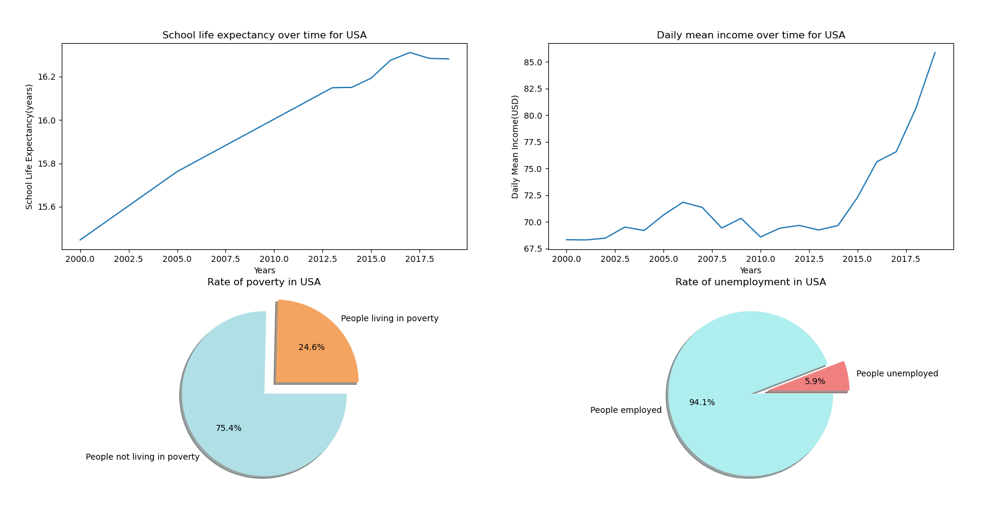 School life expectancy over time for USA
School Life Expectancy(years)
16.2
16.0
15.8
15.6
2000.0 2002.5 2005.0 2007.5 2010.0 2012.5 2015.0 2017.5
Years
Daily mean income over time for USA
Daily Mean Income(USD)
85.0
82.5
80.0
77.5
75.0
72.5
70.0
67.5
2000.0 2002.5 2005.0 2007.5 2010.0 2012.5 2015.0 2017.5
Years
Rate of poverty in USA
People living in poverty
24.6%
75.4%
People not living in poverty
Rate of unemployment in USA
People unemployed
5.9%
94.1%
People employed